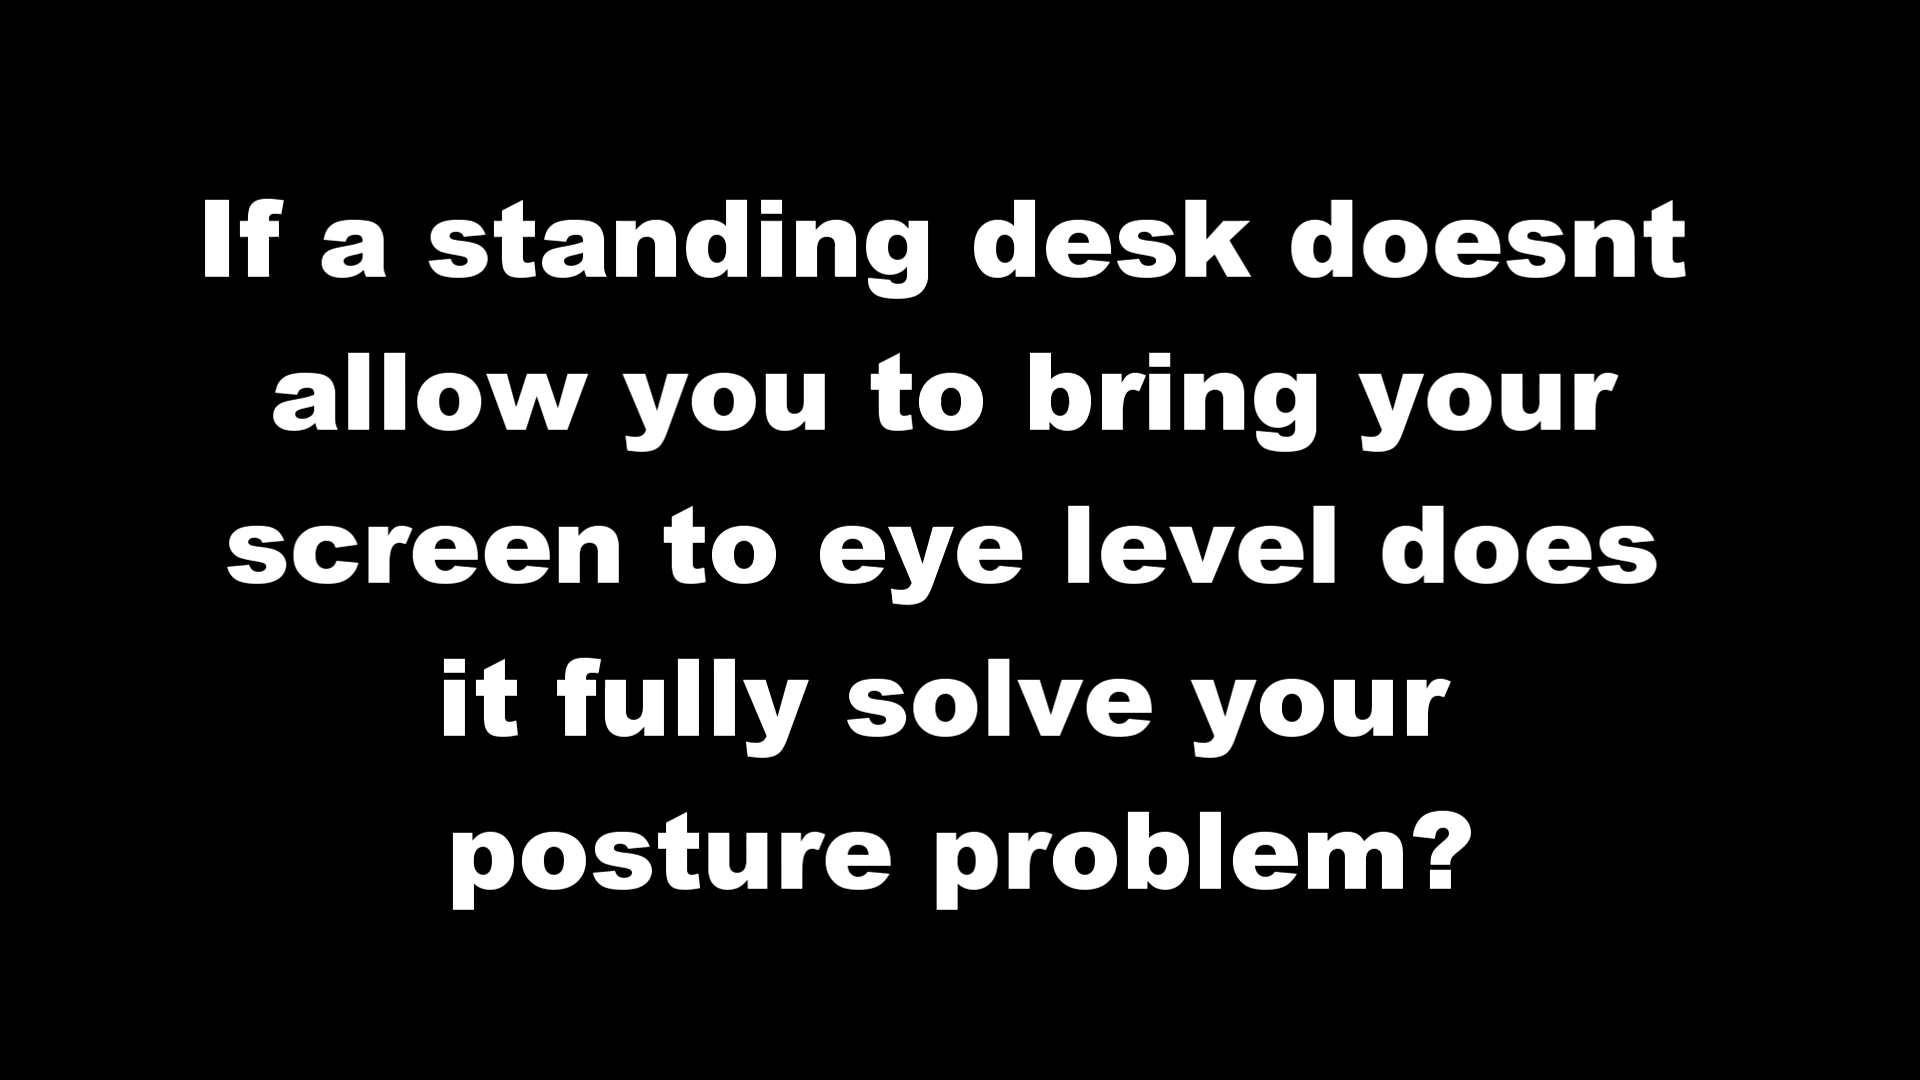 If a standing desk doesnt
allow you to bring your
screen to eye level does
it fully solve your
posture problem?